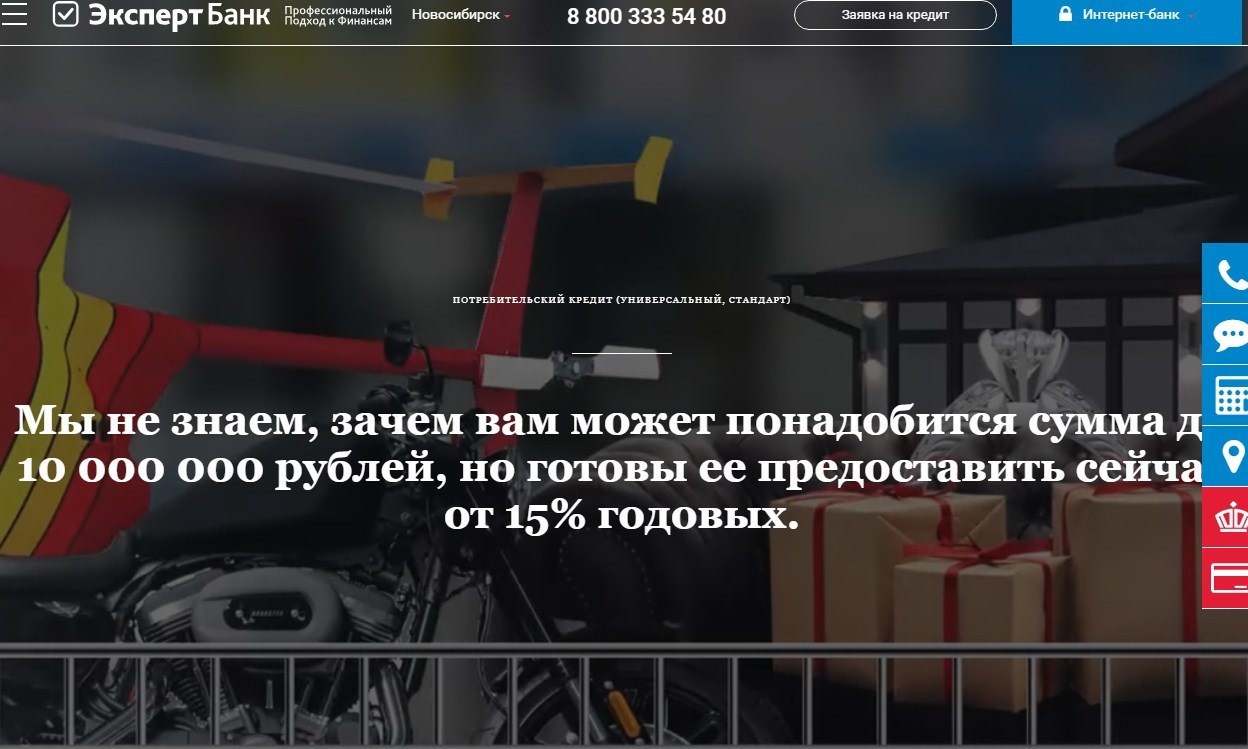 Эксперт Банк
Профессиональный
Подход к Финансам
Новосибирск
8 800 333 54 80
Заявка на кредит
Интернет-банк
ПОТРЕБИТЕЛЬСКИЙ КРЕДИТ (УНИВЕРСАЛЬНЫЙ, СТАНДАРТ)
Мы не знаем, зачем вам может понадобится сумма д
10 000 000 рублей, но готовы ее предоставить сейча
от 15% годовых.